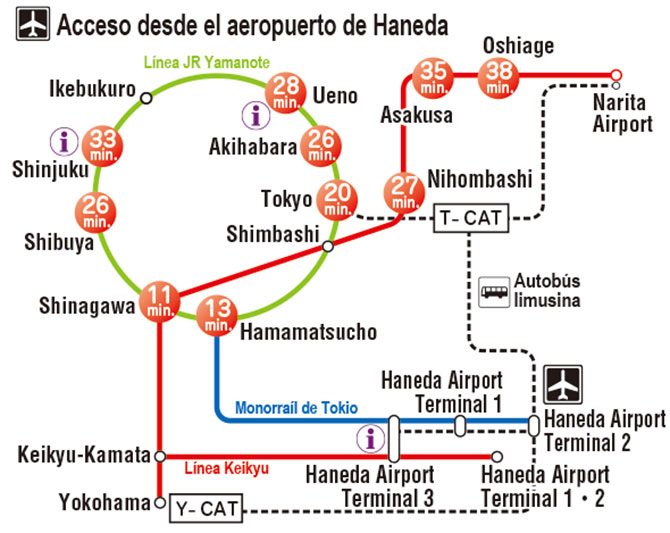 Acceso desde el aeropuerto de Haneda
Línea JR Yamanote
Oshiage
Ikebukuro
28 min.
Ueno
35 min.
38 min.
Narita
Airport
i
Asakusa
i
33 min.
Shinjuku
Akihabara
26 min.
26 min.
Shibuya
Tokyo
20 min.
27 min.
Nihombashi
T- CAT
Shimbashi
Autobús
limusina
Shinagawa
11 min.
13 min.
Hamamatsucho
Haneda Airport
Terminal 1
Monorraíl de Tokio
Haneda Airport
Terminal 2
i
Keikyu-Kamata
Línea Keikyu
Haneda Airport
Terminal 3
Haneda Airport
Terminal 1・2
Yokohama
Y- CAT